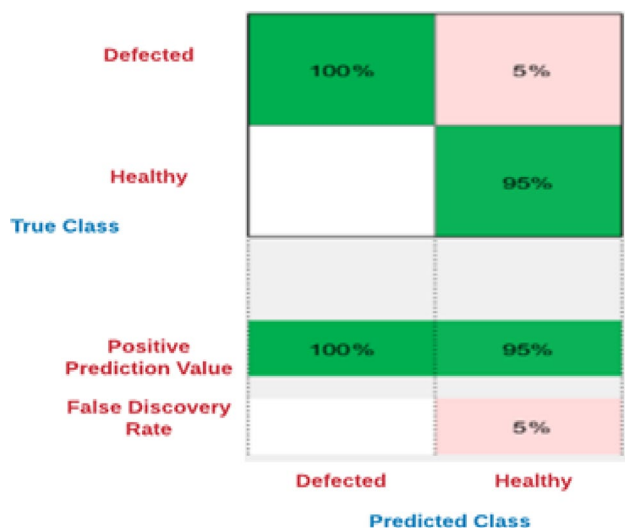 Defected
100%
5%
Healthy
95%
True Class
Positive
Prediction Value
100%
95%
False Discovery
Rate
5%
Defected
Healthy
Predicted Class